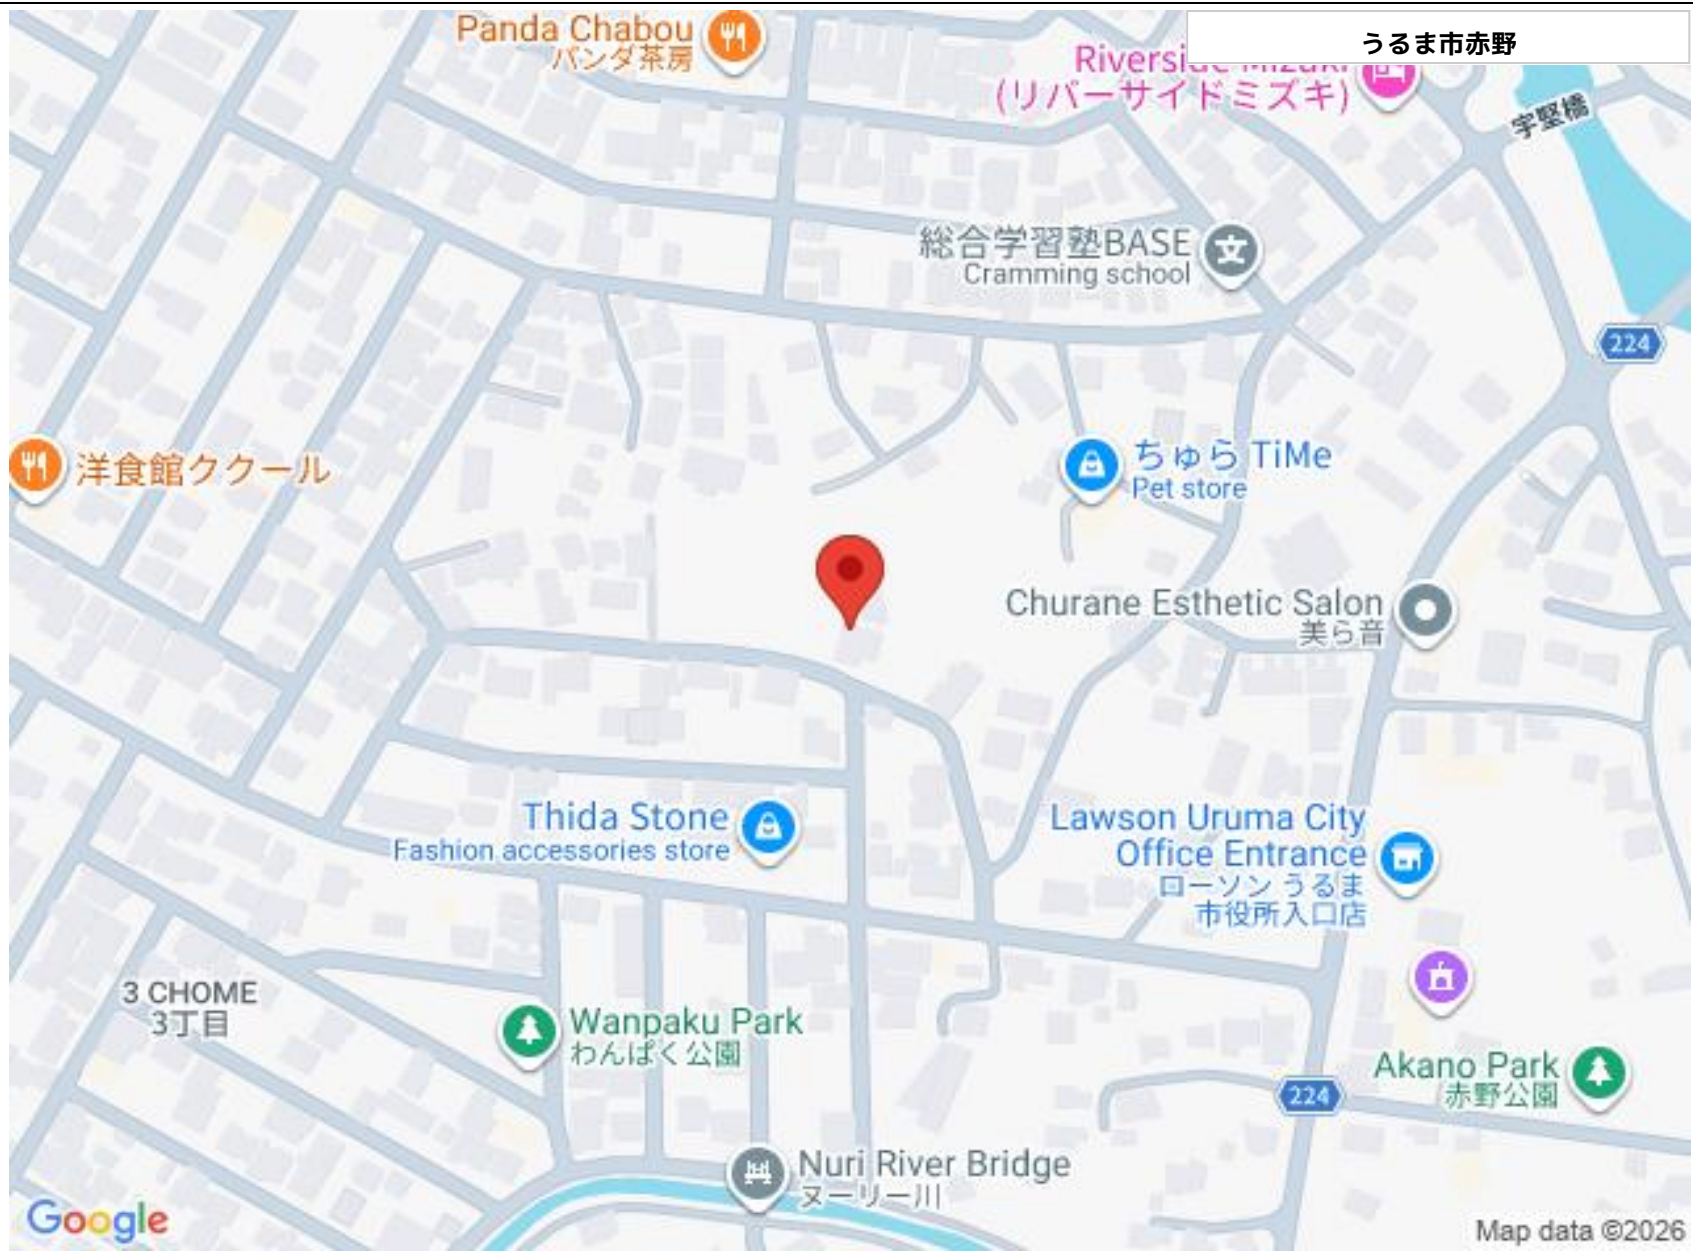 Panda Chabou
パンダ茶房
うるま市赤野
(リバーサイドミズキ)
宇堅橋
総合学習塾BASE
Cramming school
224
洋食館ククール
ちゅら TiMe
Pet store
Churane Esthetic Salon
美ら音
Thida Stone
Fashion accessories store
Lawson Uruma City
Office Entrance
ローソン うるま
市役所入口店
3 CHOME
3丁目
Wanpaku Park
わんぱく公園
Akano Park
赤野公園
224
Nuri River Bridge
ヌーリー川
Google
Map data ©2026